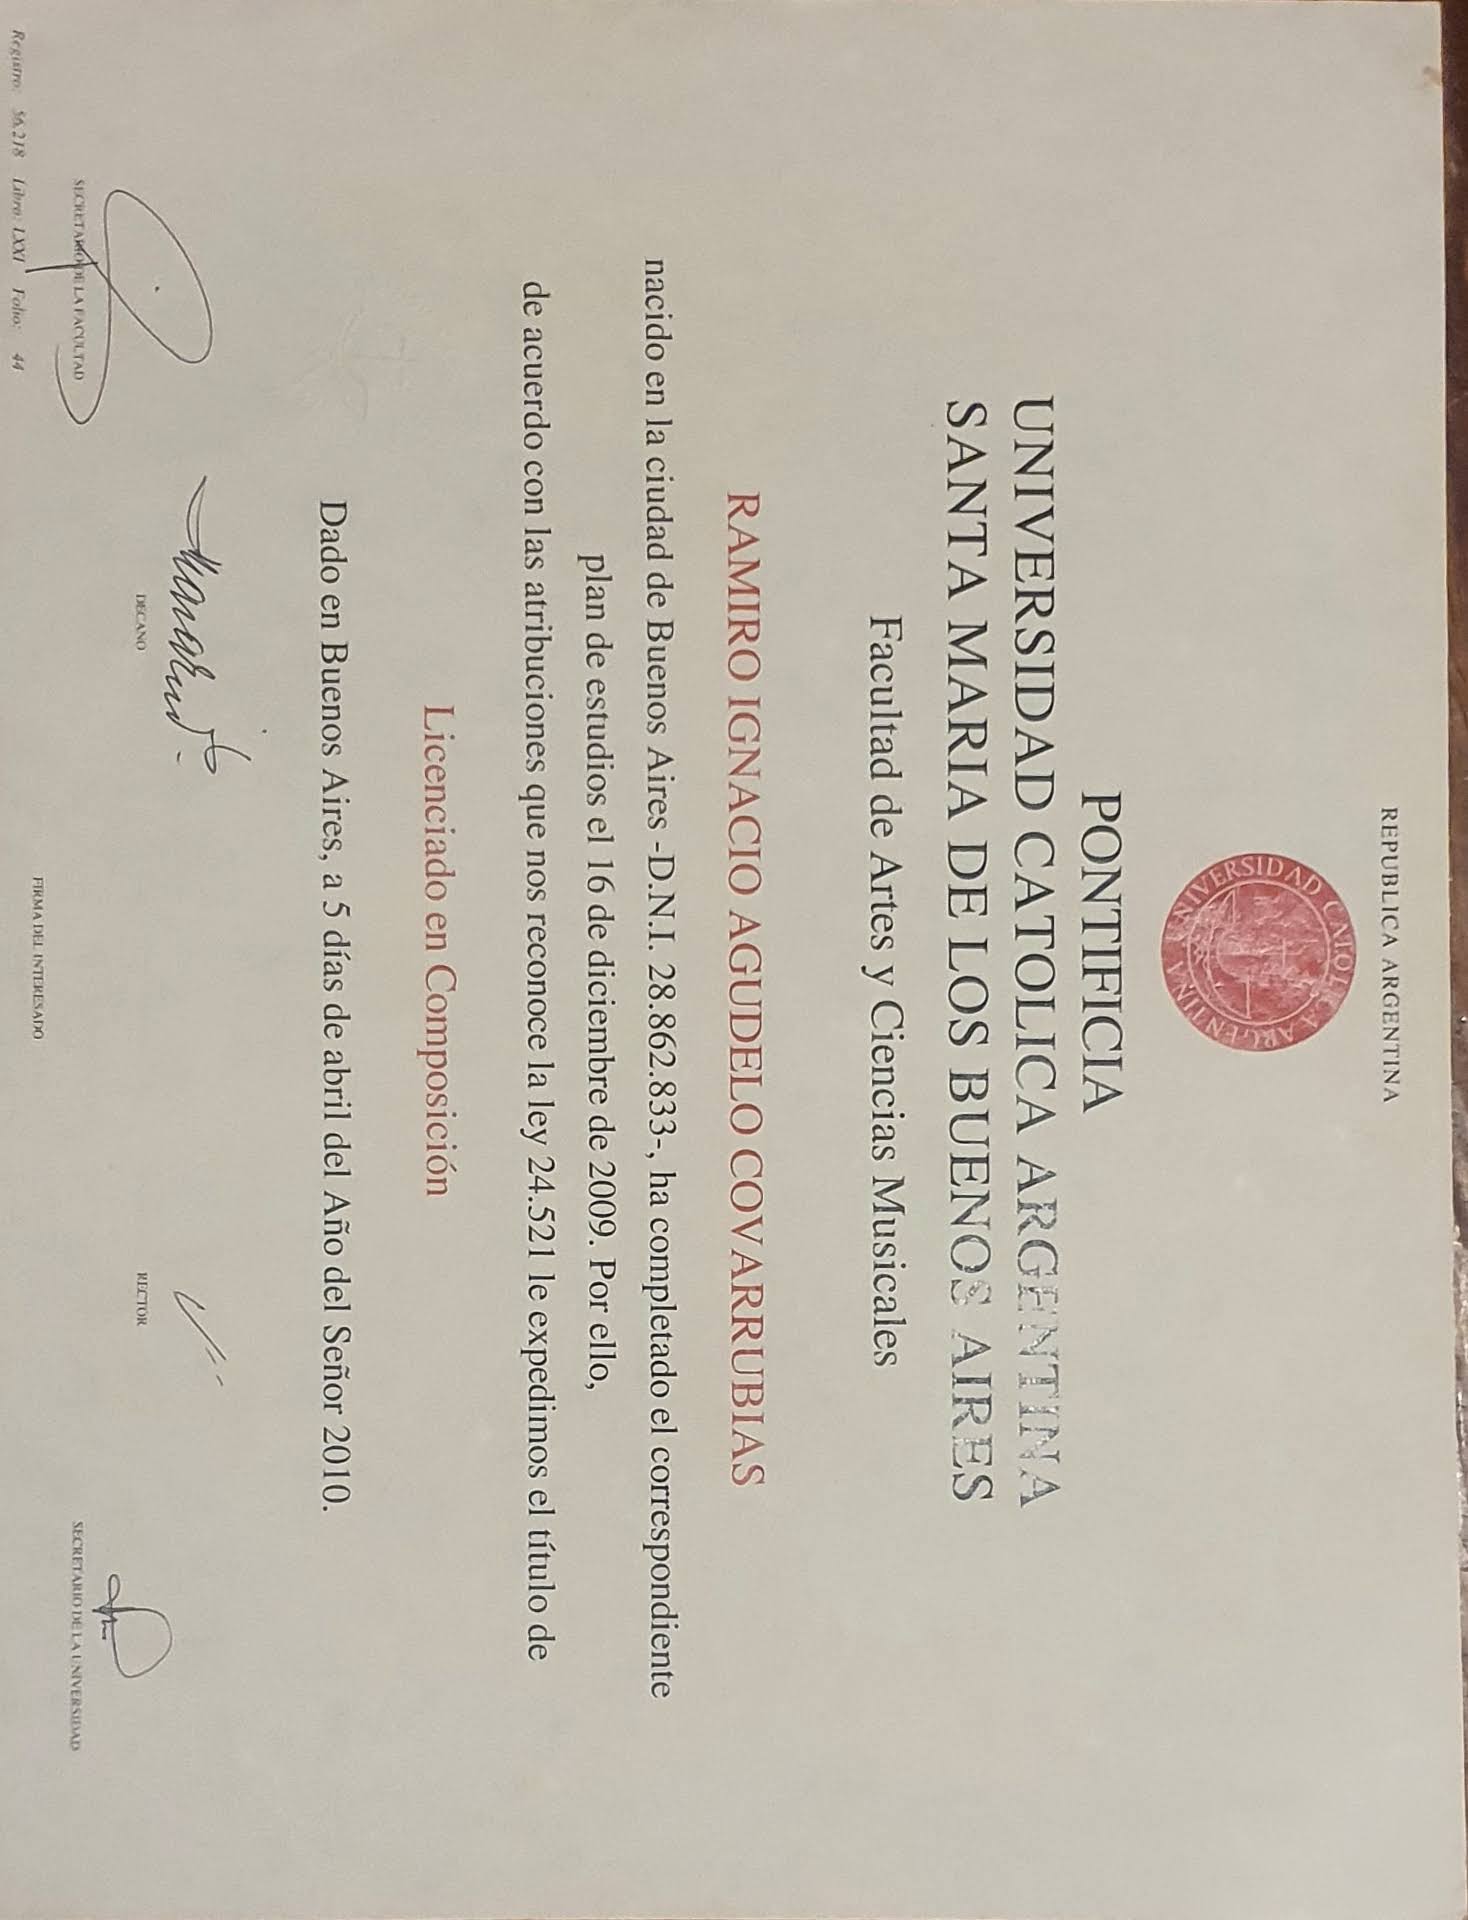 REPUBLICA ARGENTINA
UNIVERSIDAD CATOLICA ARGENTINA
PONTIFICIA
UNIVERSIDAD CATOLICA ARGENTINA
SANTA MARIA DE LOS BUENOS AIRES
Facultad de Artes y Ciencias Musicales
RAMIRO IGNACIO AGUDELO COVARRUBIAS
nacido en la ciudad de Buenos Aires -D.N.I. 28.862.833-, ha completado el correspondiente
plan de estudios el 16 de diciembre de 2009. Por ello,
de acuerdo con las atribuciones que nos reconoce la ley 24.521 le expedimos el título de
Licenciado en Composición
Dado en Buenos Aires, a 5 días de abril del Año del Señor 2010.
DECANO
RECTOR
SECRETARIO DE LA FACULTAD
SECRETARIO DE LA UNIVERSIDAD
FIRMA DEL INTERESADO
Registro: 56.218 Libro: LXXI Folio: 44